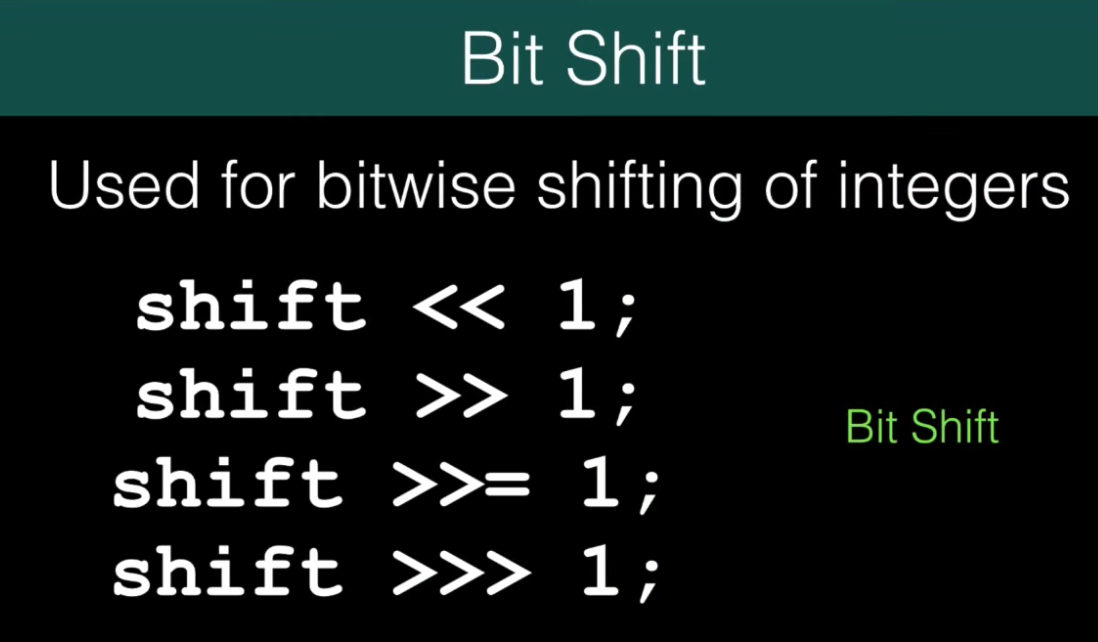 Bit Shift
Used for bitwise shifting of integers
shift << 1;
shift >> 1;
Bit Shift
shift >>= 1;
shift >>> 1;